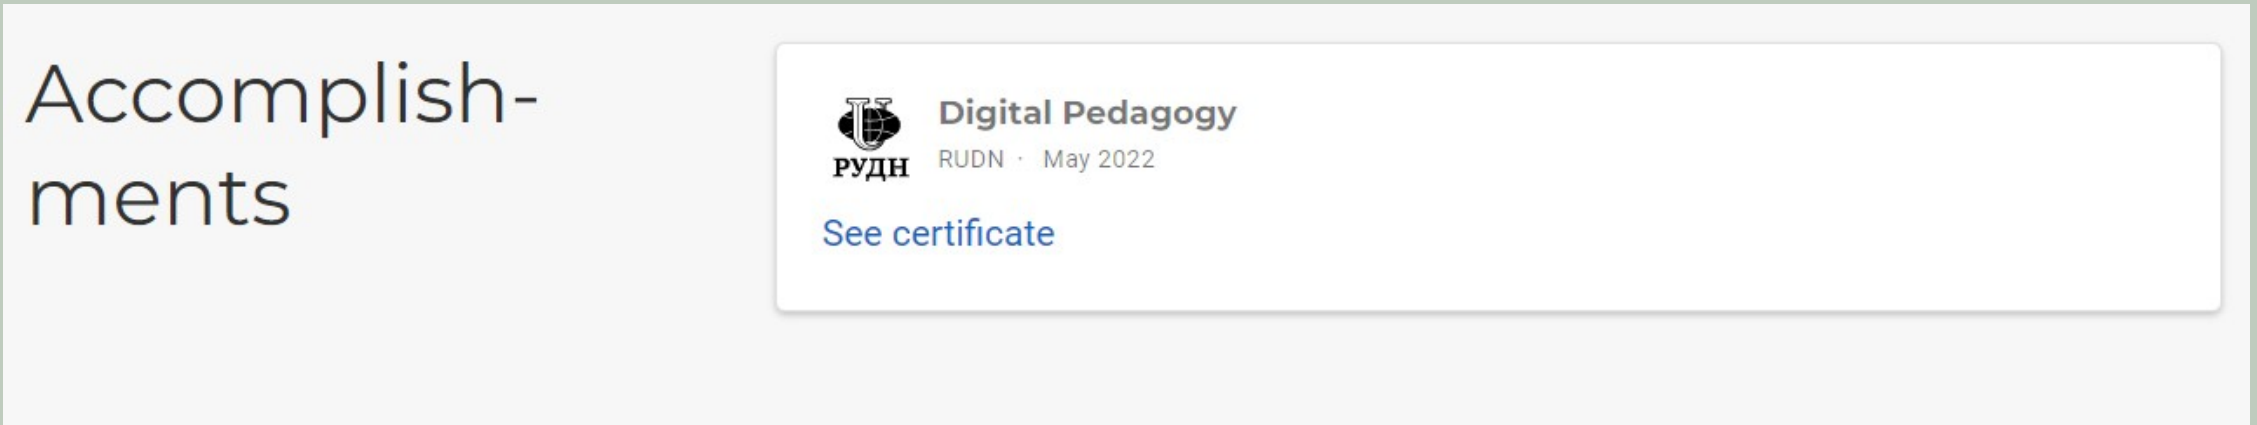 Accomplish-
ments
Digital Pedagogy
РУДН
RUDN · May 2022
See certificate